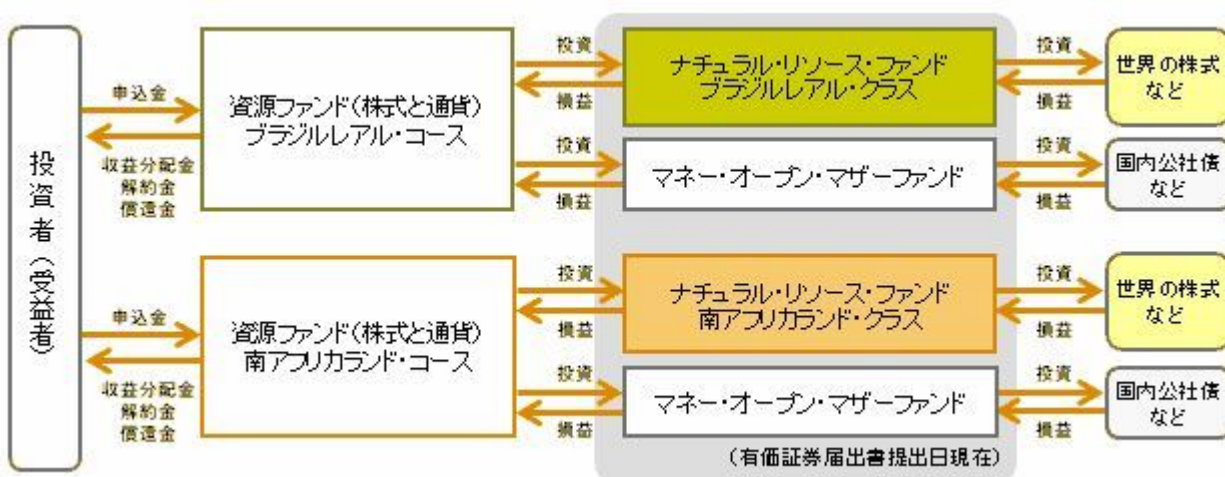 投資者（受益者）
申込金
収益分配金
解約金
償還金
資源ファンド（株式と通貨）
ブラジルレアル・コース
投資
損益
投資
損益
ナチュラル・リソース・ファンド
ブラジルレアル・クラス
マネー・オープン・マザーファンド
投資
損益
投資
損益
世界の株式
など
国内公社債
など
申込金
収益分配金
解約金
償還金
資源ファンド（株式と通貨）
南アフリカランド・コース
投資
損益
投資
損益
ナチュラル・リソース・ファンド
南アフリカランド・クラス
マネー・オープン・マザーファンド
投資
損益
投資
損益
世界の株式
など
国内公社債
など
（有価証券届出書提出日現在）